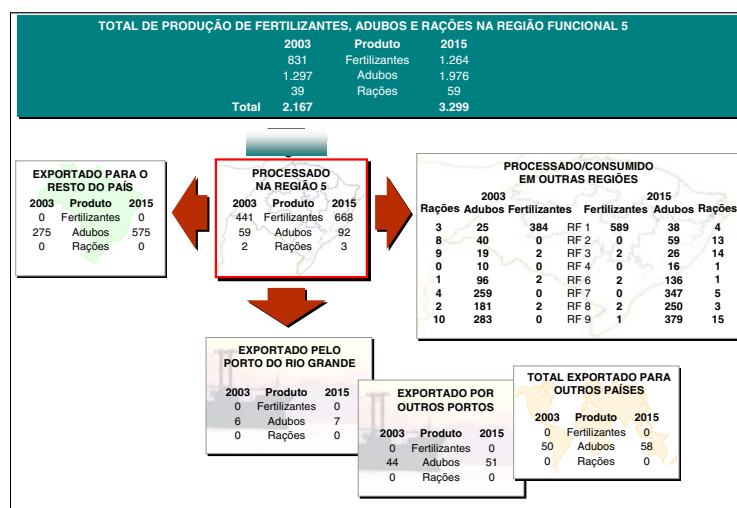 TOTAL DE PRODUÇÃO DE FERTILIZANTES, ADUBOS E RAÇÕES NA REGIÃO FUNCIONAL 5
2003 Produto 2015
831 Fertilizantes 1.264
1.297 Adubos 1.976
39 Rações 59
Total 2.167 3.299
EXPORTADO PARA O
RESTO DO PAÍS
2003 Produto 2015
0 Fertilizantes 0
275 Adubos 575
0 Rações 0
PROCESSADO
NA REGIÃO 5
2003 Produto 2015
441 Fertilizantes 668
59 Adubos 92
2 Rações 3
PROCESSADO/CONSUMIDO
EM OUTRAS REGIÕES
2003 2015
Rações Adubos Fertilizantes Fertilizantes Adubos Rações
3 25 384 RF 1 589 38 4
8 40 0 RF 2 0 59 13
9 19 2 RF 3 2 26 14
0 10 0 RF 4 0 16 1
1 96 2 RF 6 2 136 1
4 259 0 RF 7 0 347 5
2 181 2 RF 8 2 250 3
10 283 0 RF 9 1 379 15
EXPORTADO PELO
PORTO DO RIO GRANDE
2003 Produto 2015
0 Fertilizantes 0
6 Adubos 7
0 Rações 0
EXPORTADO POR
OUTROS PORTOS
2003 Produto 2015
0 Fertilizantes 0
44 Adubos 51
0 Rações 0
TOTAL EXPORTADO PARA
OUTROS PAÍSES
2003 Produto 2015
0 Fertilizantes 0
50 Adubos 58
0 Rações 0